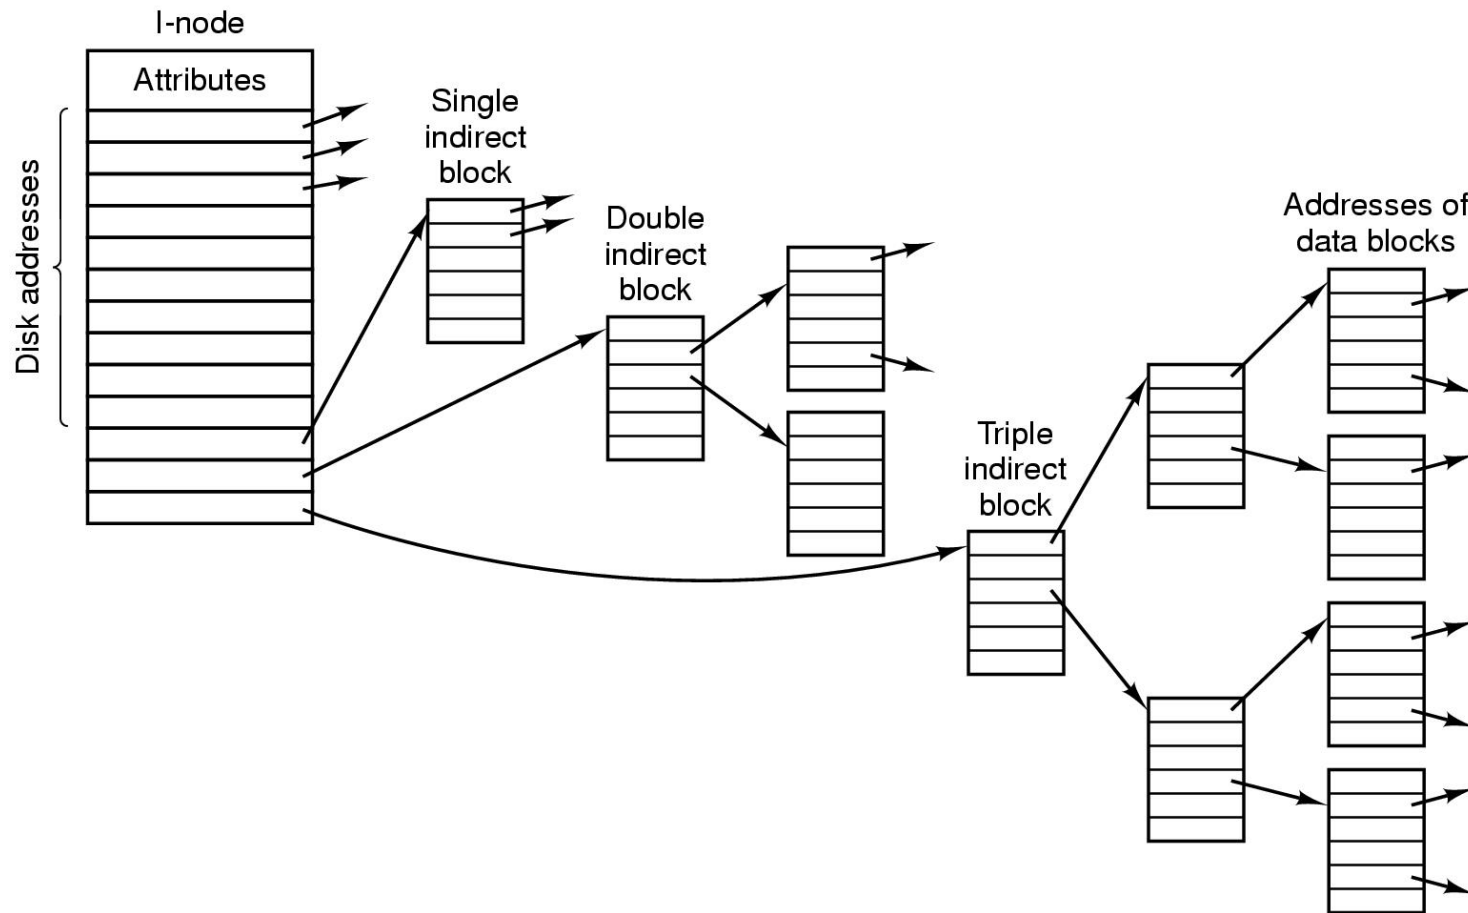 I-node
Attributes
Disk addresses
Single
indirect
block
Double
indirect
block
Triple
indirect
block
Addresses of
data blocks